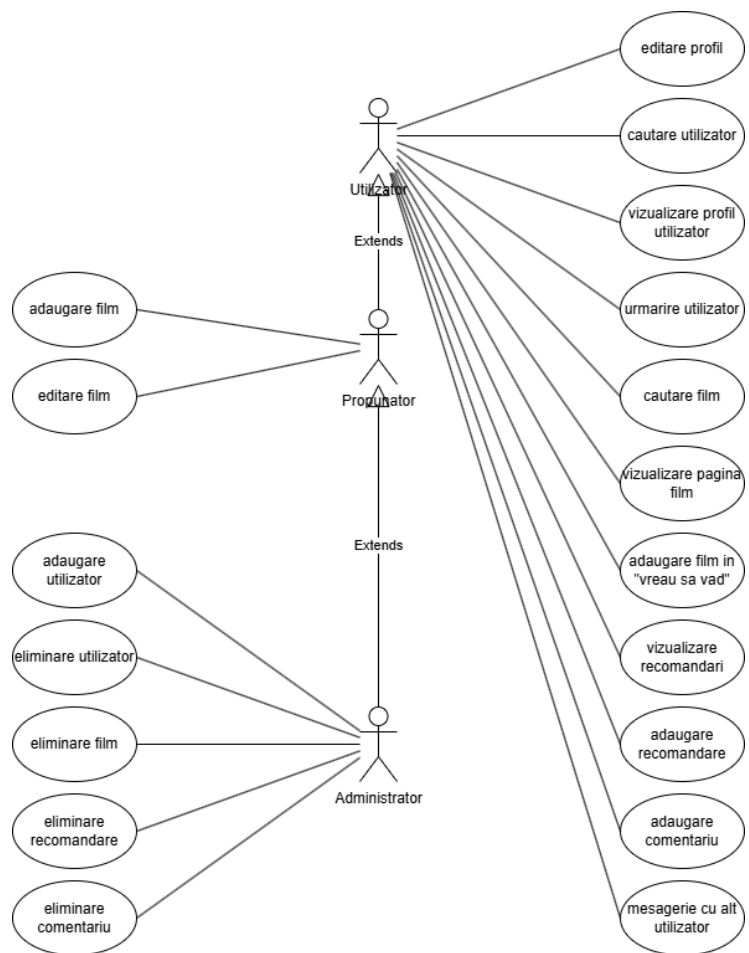 editare profil
cautare utilizator
Utilizator
vizualizare profil
utilizator
Extends
adaugare film
urmarire utilizator
editare film
Propunator
cautare film
vizualizare pagina
film
Extends
adaugare
utilizator
adaugare film in
"vreau sa vad"
eliminare utilizator
vizualizare
recomandari
eliminare film
adaugare
recomandare
Administrator
eliminare
recomandare
adaugare
comentariu
eliminare
comentariu
mesagerie cu alt
utilizator